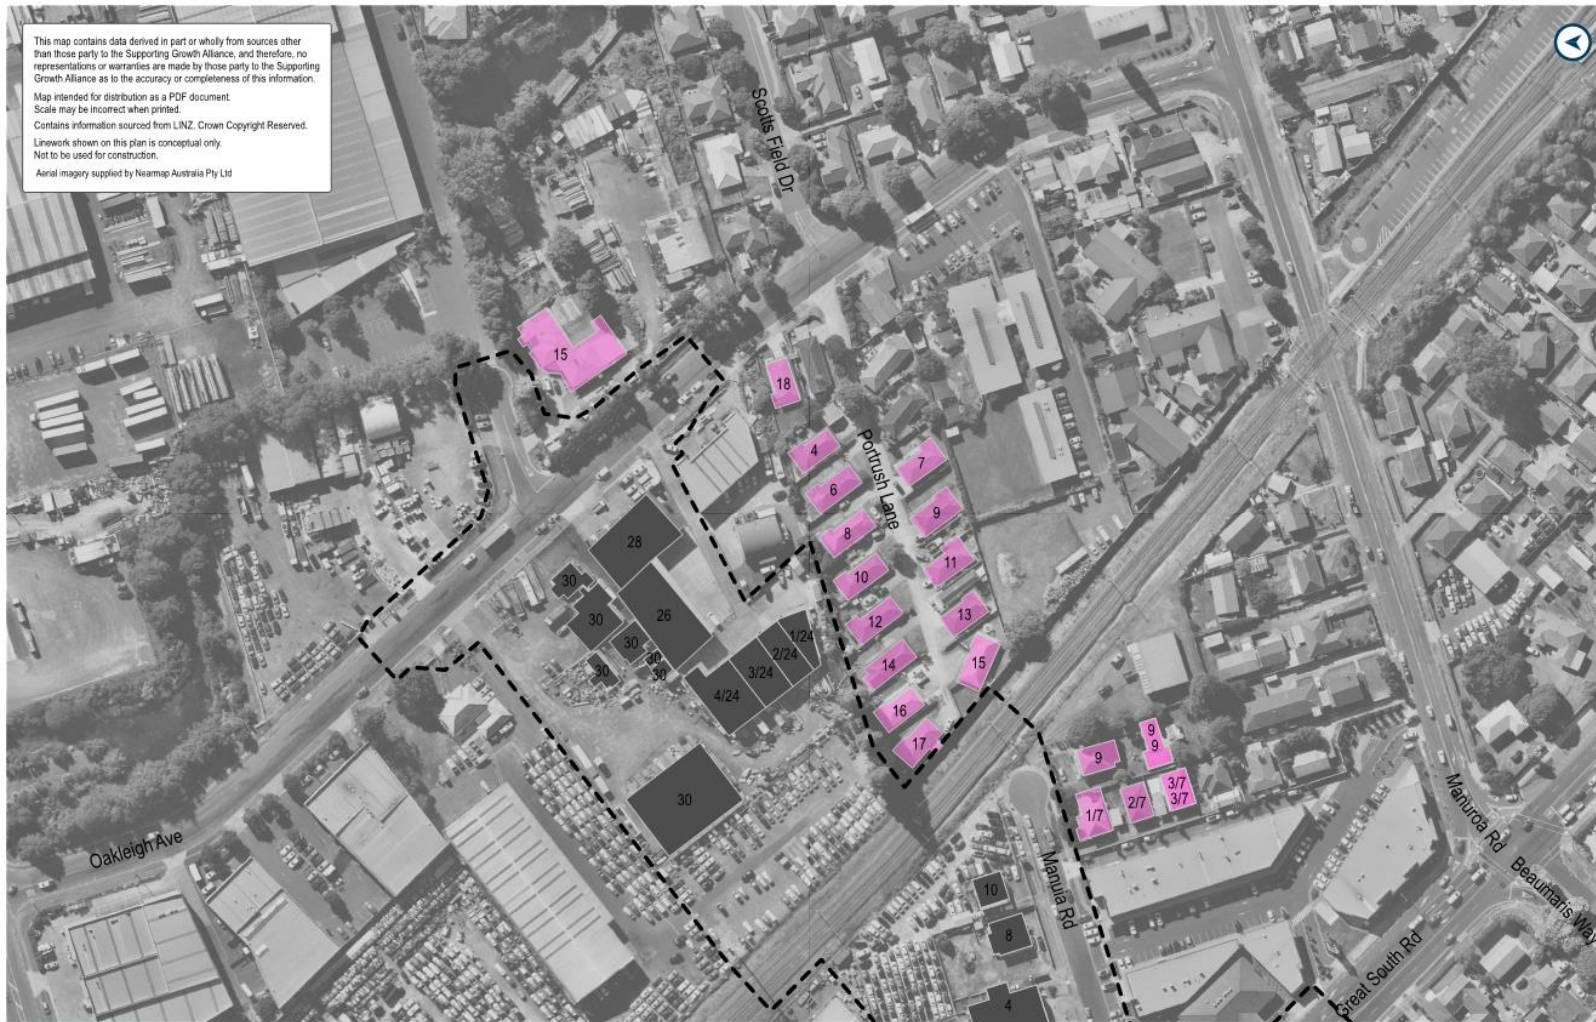 This map contains data derived in part or wholly from sources other
than those party to the Supporting Growth Alliance, and therefore, no
representations or warranties are made by those party to the Supporting
Growth Alliance as to the accuracy or completeness of this information.
Map intended for distribution as a PDF document.
Scale may be incorrect when printed.
Contains information sourced from LINZ. Crown Copyright Reserved.
Linework shown on this plan is conceptual only.
Not to be used for construction.
Aerial imagery supplied by Nearmap Australia Pty Ltd
Scotts Field Dr
15
18
4
Portrush Lane
7
6
9
8
28
11
10
30
26
30
12
13
1/24
30
2/24
30
3/24
30
30
14
15
4/24
16
17
9
9
9
3/7
3/7
2/7
1/7
30
Manuroa Rd
Oakleigh Ave
Beaumaris Way
Manuia Rd
10
8
Great South Rd
4